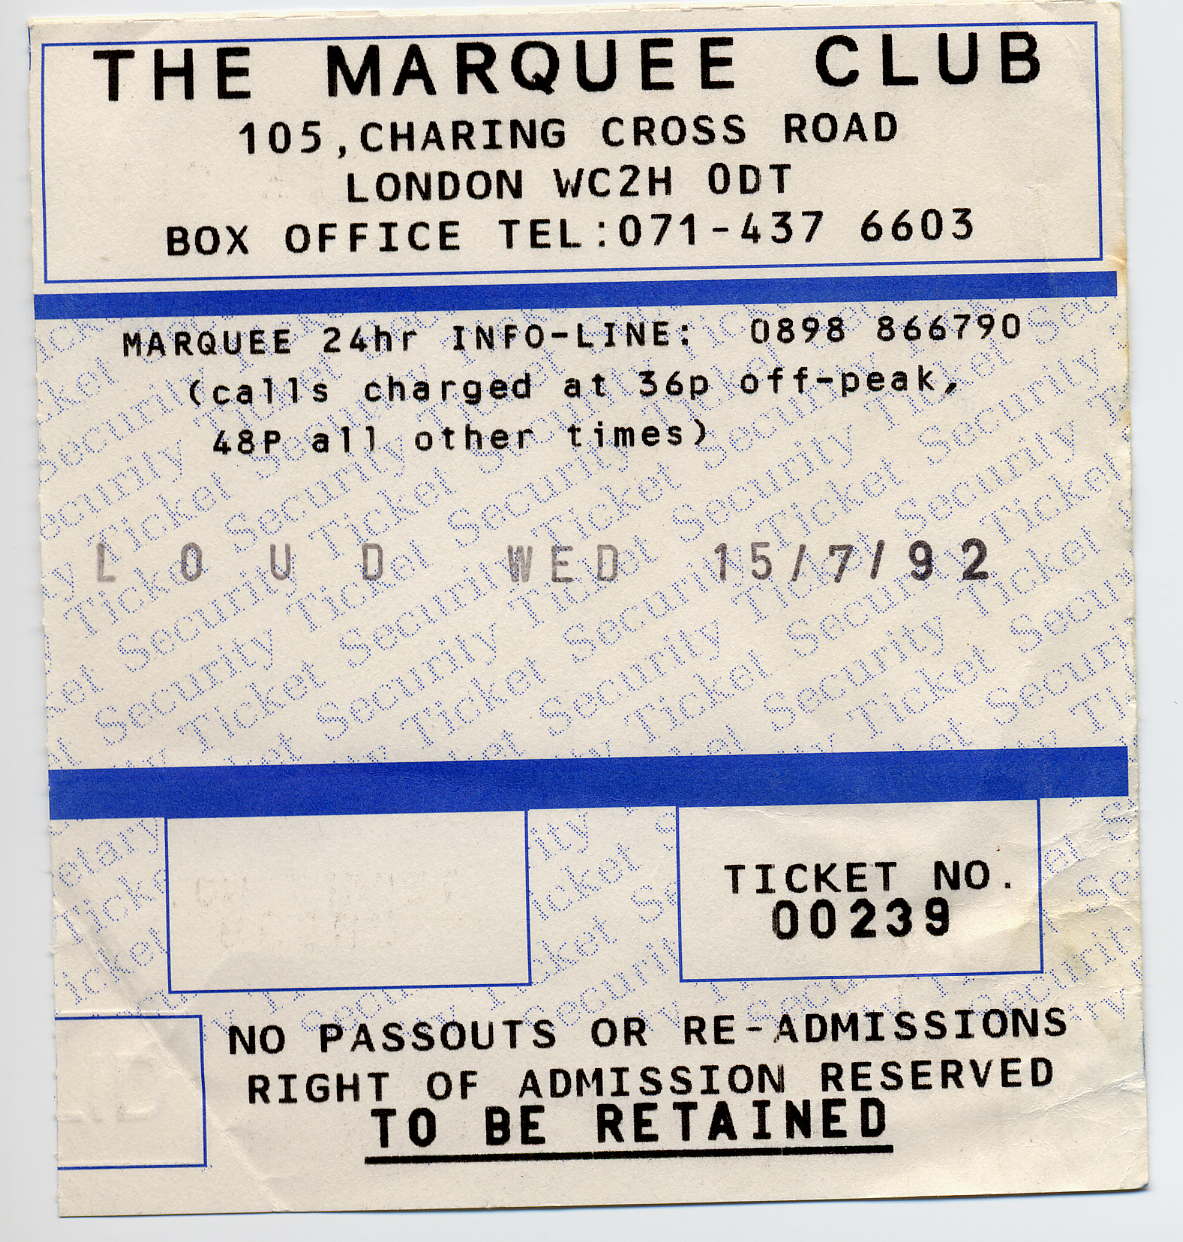 THE MARQUEE CLUB
105,CHARING CROSS ROAD
LONDON WC2H 0DT
BOX OFFICE TEL:071-437 6603
MARQUEE 24hr INFO-LINE: 0898 866790
(calls charged at 36p off-peak,
48P all other times)
LOUD WED 15/7/92
TICKET NO.
00239
NO PASSOUTS OR RE-ADMISSIONS
RIGHT OF ADMISSION RESERVED
TO BE RETAINED